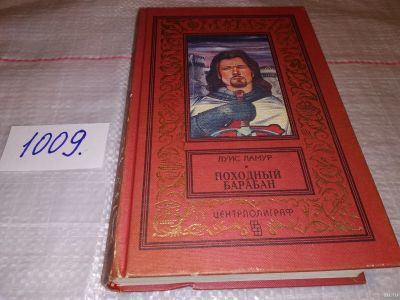 1009.
ЛУИС ЛАМУР
ПОХОДНЫЙ
БАРАБАН
ЦЕНТРПОЛИГРАФ